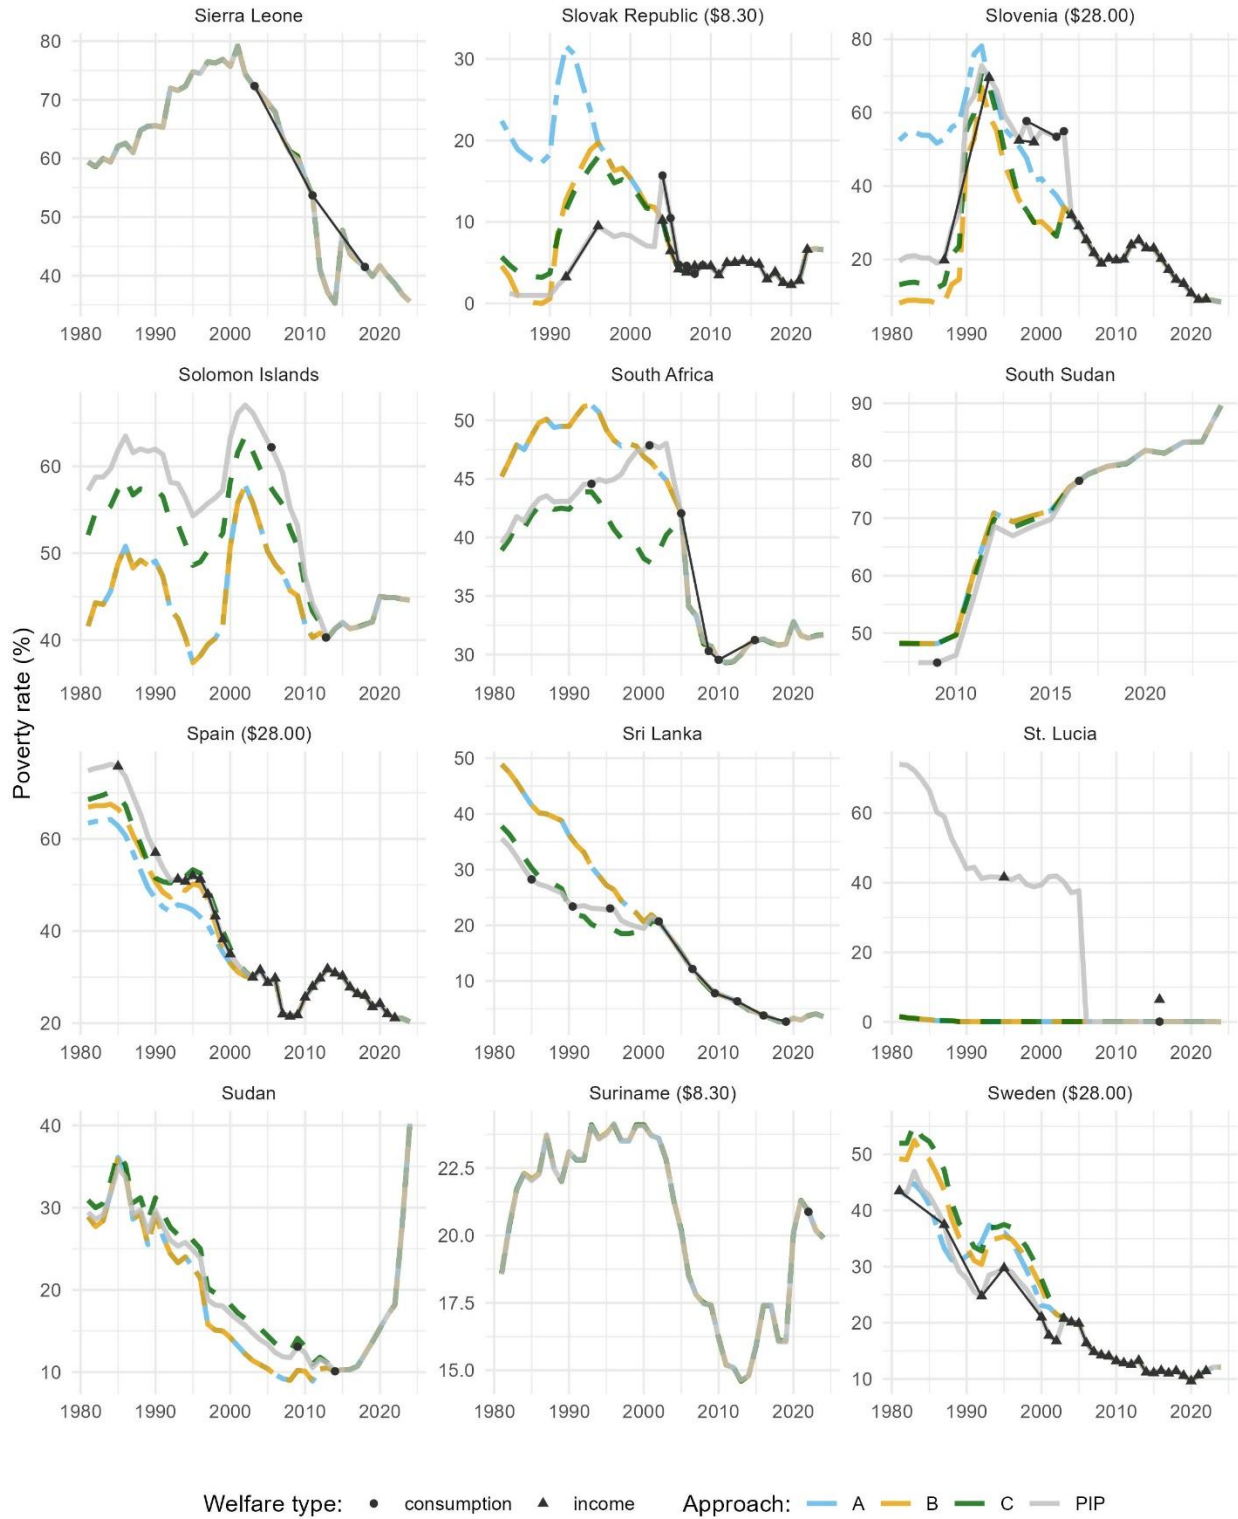 Sierra Leone
Slovak Republic ($8.30)
Slovenia ($28.00)
80
70
60
50
40
1980 1990 2000 2010 2020
30
20
10
0
1990 2000 2010 2020
80
60
40
20
1980 1990 2000 2010 2020
Solomon Islands
South Africa
South Sudan
60
50
40
1980 1990 2000 2010 2020
50
45
40
35
30
1980 1990 2000 2010 2020
90
80
70
60
50
2010 2015 2020
Poverty rate (%)
Spain ($28.00)
Sri Lanka
St. Lucia
60
40
20
1980 1990 2000 2010 2020
50
40
30
20
10
1980 1990 2000 2010 2020
60
40
20
0
1980 1990 2000 2010 2020
Sudan
Suriname ($8.30)
Sweden ($28.00)
40
30
20
10
1980 1990 2000 2010 2020
22.5
20.0
17.5
15.0
1980 1990 2000 2010 2020
50
40
30
20
10
1980 1990 2000 2010 2020
Welfare type: consumption income Approach: A B C PIP